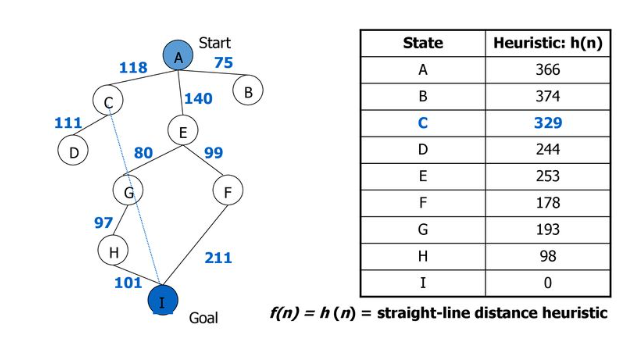 Start
A
118
75
C
140
B
111
E
D
80
99
G
F
97
H
211
101
I
Goal
State Heuristic: h(n)
A 366
B 374
C 329
D 244
E 253
F 178
G 193
H 98
I 0
f(n) = h (n) = straight-line distance heuristic